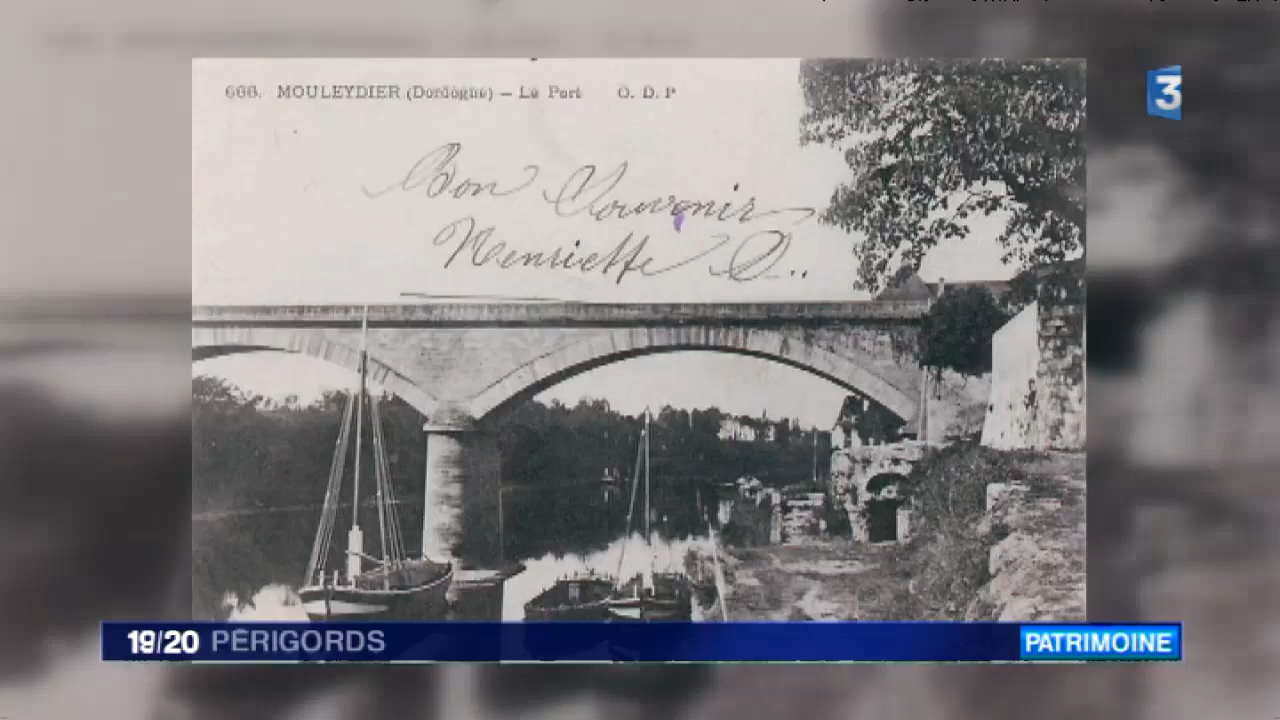 666. MOULEYDIER (Dordogne) – Le Port O. D. P
3
Bon Souvenir
Henriette D..
19/20 PÉRIGORDS
PATRIMOINE